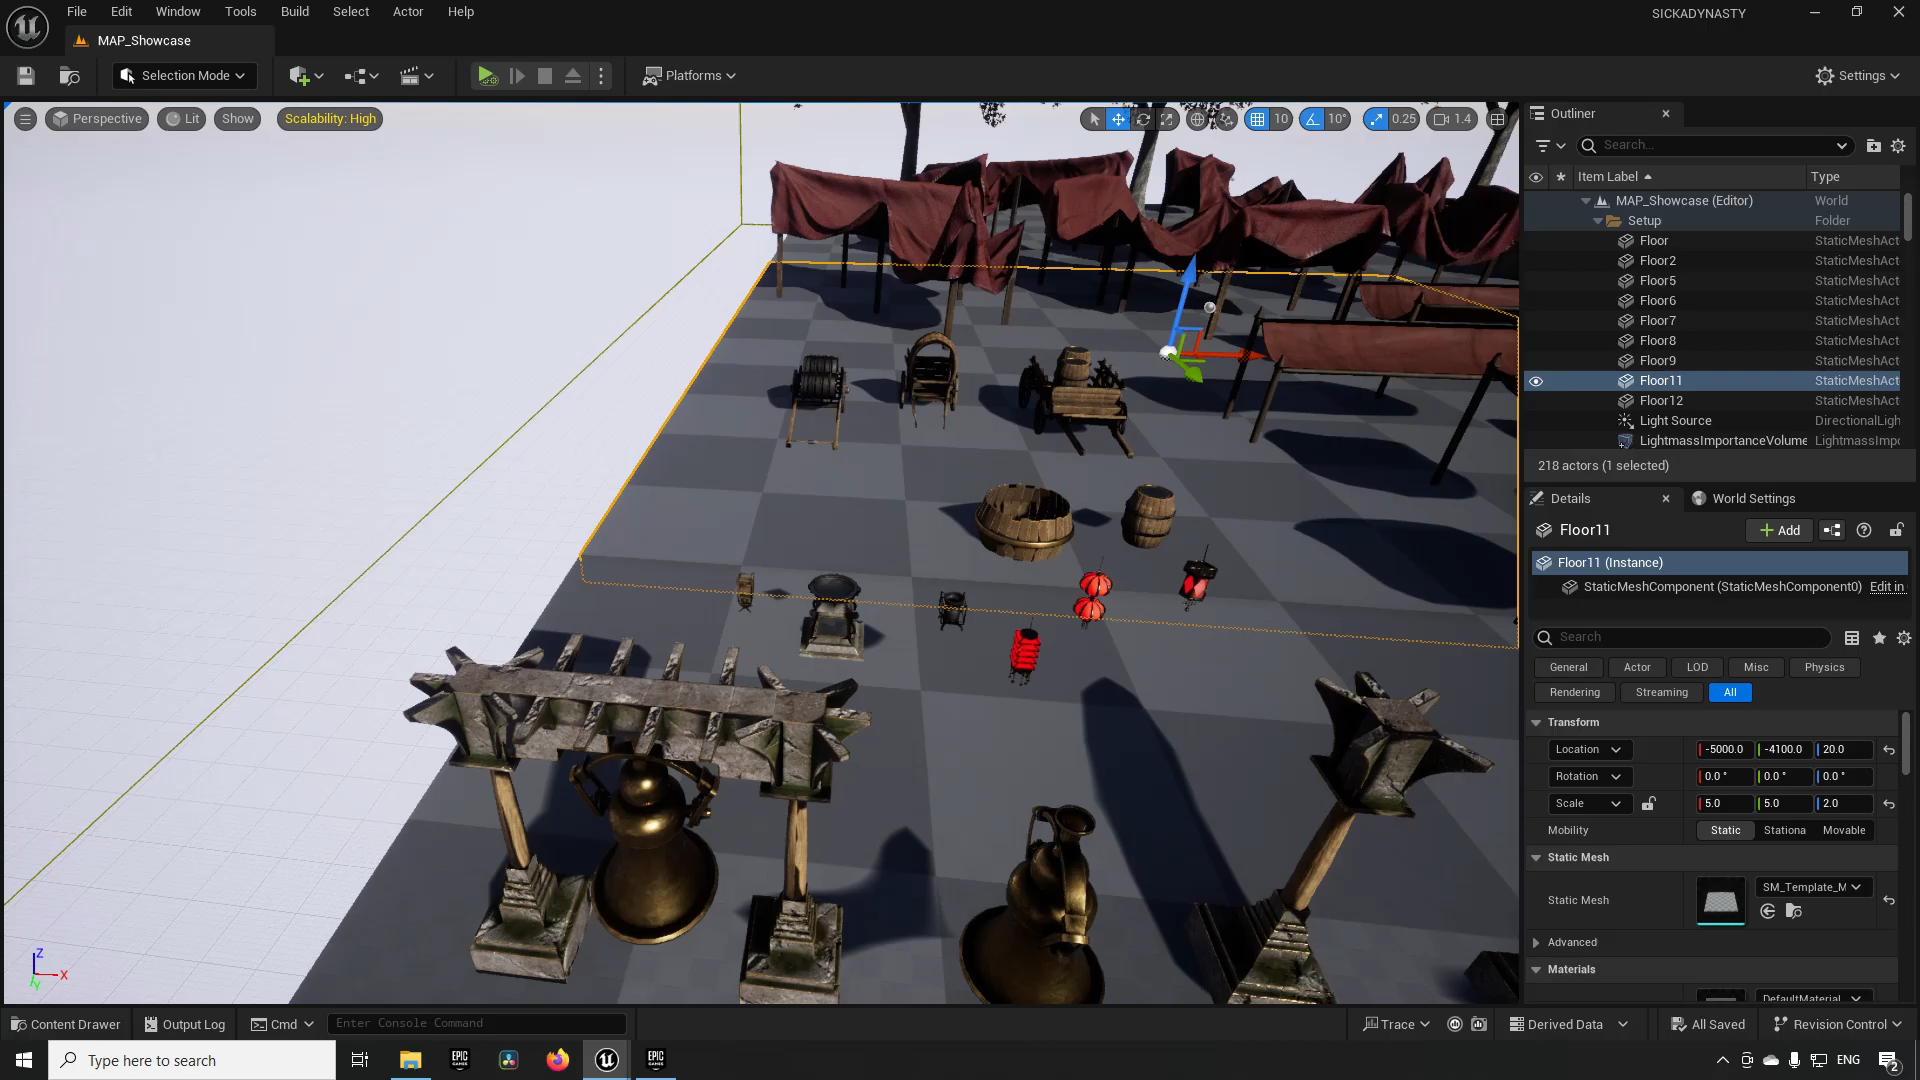 File Edit Window Tools Build Select Actor Help
SICKADYNASTY
MAP_Showcase
Selection Mode
Platforms
Settings
Perspective Lit Show Scalability: High
10 10° 0.25 1.4
Outliner
Search...
Item Label Type
MAP_Showcase (Editor) World
Setup Folder
Floor StaticMeshAct
Floor2 StaticMeshAct
Floor5 StaticMeshAct
Floor6 StaticMeshAct
Floor7 StaticMeshAct
Floor8 StaticMeshAct
Floor9 StaticMeshAct
Floor11 StaticMeshAct
Floor12 StaticMeshAct
Light Source DirectionalLigh
LightmassImportanceVolume LightmassImpo
218 actors (1 selected)
Details World Settings
Floor11 Add
Floor11 (Instance)
StaticMeshComponent (StaticMeshComponent0) Edit in
Search
General Actor LOD Misc Physics
Rendering Streaming All
Transform
Location -5000.0 -4100.0 20.0
Rotation 0.0 ° 0.0 ° 0.0 °
Scale 5.0 5.0 2.0
Mobility Static Stationa Movable
Static Mesh
SM_Template_M
Static Mesh
Advanced
Materials
DefaultMaterial
Z
X
Y
Content Drawer Output Log Cmd Enter Console Command Trace Derived Data All Saved Revision Control
Type here to search
EPIC GAMES
EPIC GAMES
ENG
2